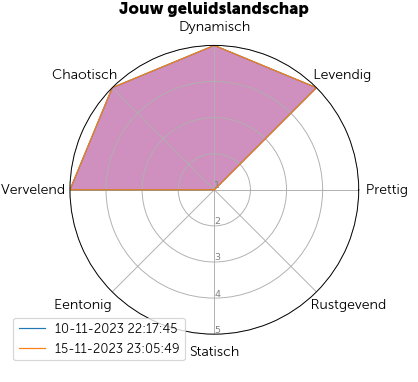 Jouw geluidslandschap
Dynamisch
Chaotisch
Levendig
Vervelend
1
Prettig
2
3
4
5
Eentonig
Rustgevend
Statisch
10-11-2023 22:17:45
15-11-2023 23:05:49